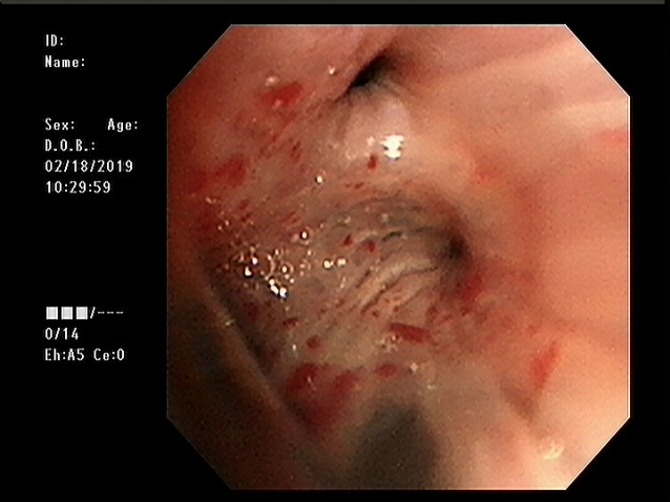 ID:
Name:
Sex: Age:
D.O.B.:
02/18/2019
10:29:59
■■■/---
0/14
Eh:A5 Ce:0